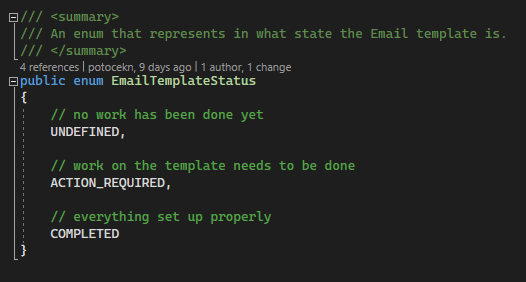 /// <summary>
/// An enum that represents in what state the Email template is.
/// </summary>
4 references | potocekn, 9 days ago | 1 author, 1 change
public enum EmailTemplateStatus
{
// no work has been done yet
UNDEFINED,
// work on the template needs to be done
ACTION_REQUIRED,
// everything set up properly
COMPLETED
}